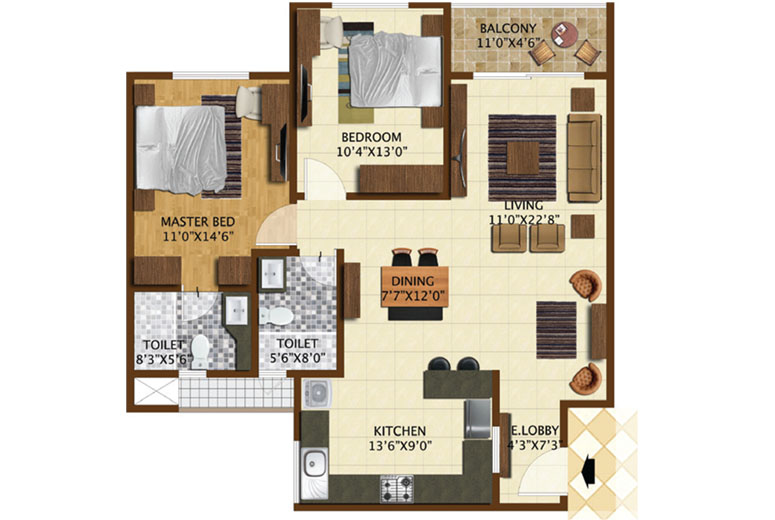 BALCONY
11'0"X4'6"
BEDROOM
10'4"X13'0"
LIVING
11'0"X22'8"
MASTER BED
11'0"X14'6"
DINING
7'7"X12'0"
TOILET
8'3"X5'6"
TOILET
5'6"X8'0"
KITCHEN
13'6"X9'0"
E.LOBBY
4'3"X7'3"